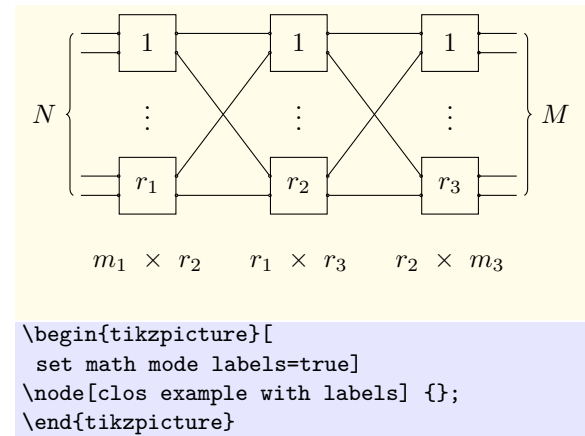 1 1 1
N ⋮ ⋮ ⋮ M
r₁ r₂ r₃
m₁ × r₂ r₁ × r₃ r₂ × m₃
\begin{tikzpicture}[
set math mode labels=true]
\node[clos example with labels] {};
\end{tikzpicture}